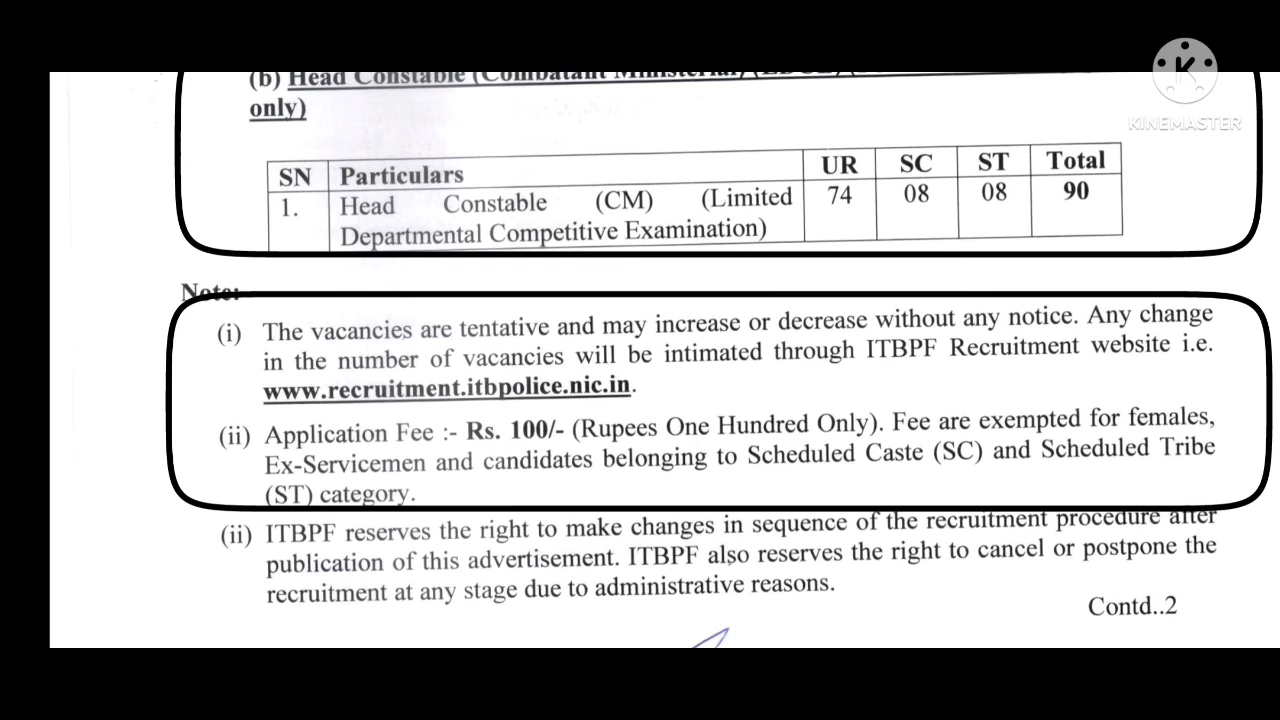 K
KINEMASTER
(b) Head Constable (Combatant Ministerial)
only)
SN Particulars UR SC ST Total
1. Head Constable (CM) (Limited 74 08 08 90
Departmental Competitive Examination)
Note:
(i) The vacancies are tentative and may increase or decrease without any notice. Any change
in the number of vacancies will be intimated through ITBPF Recruitment website i.e.
www.recruitment.itbpolice.nic.in.
(ii) Application Fee :- Rs. 100/- (Rupees One Hundred Only). Fee are exempted for females,
Ex-Servicemen and candidates belonging to Scheduled Caste (SC) and Scheduled Tribe
(ST) category.
(ii) ITBPF reserves the right to make changes in sequence of the recruitment procedure after
publication of this advertisement. ITBPF also reserves the right to cancel or postpone the
recruitment at any stage due to administrative reasons.
Contd..2